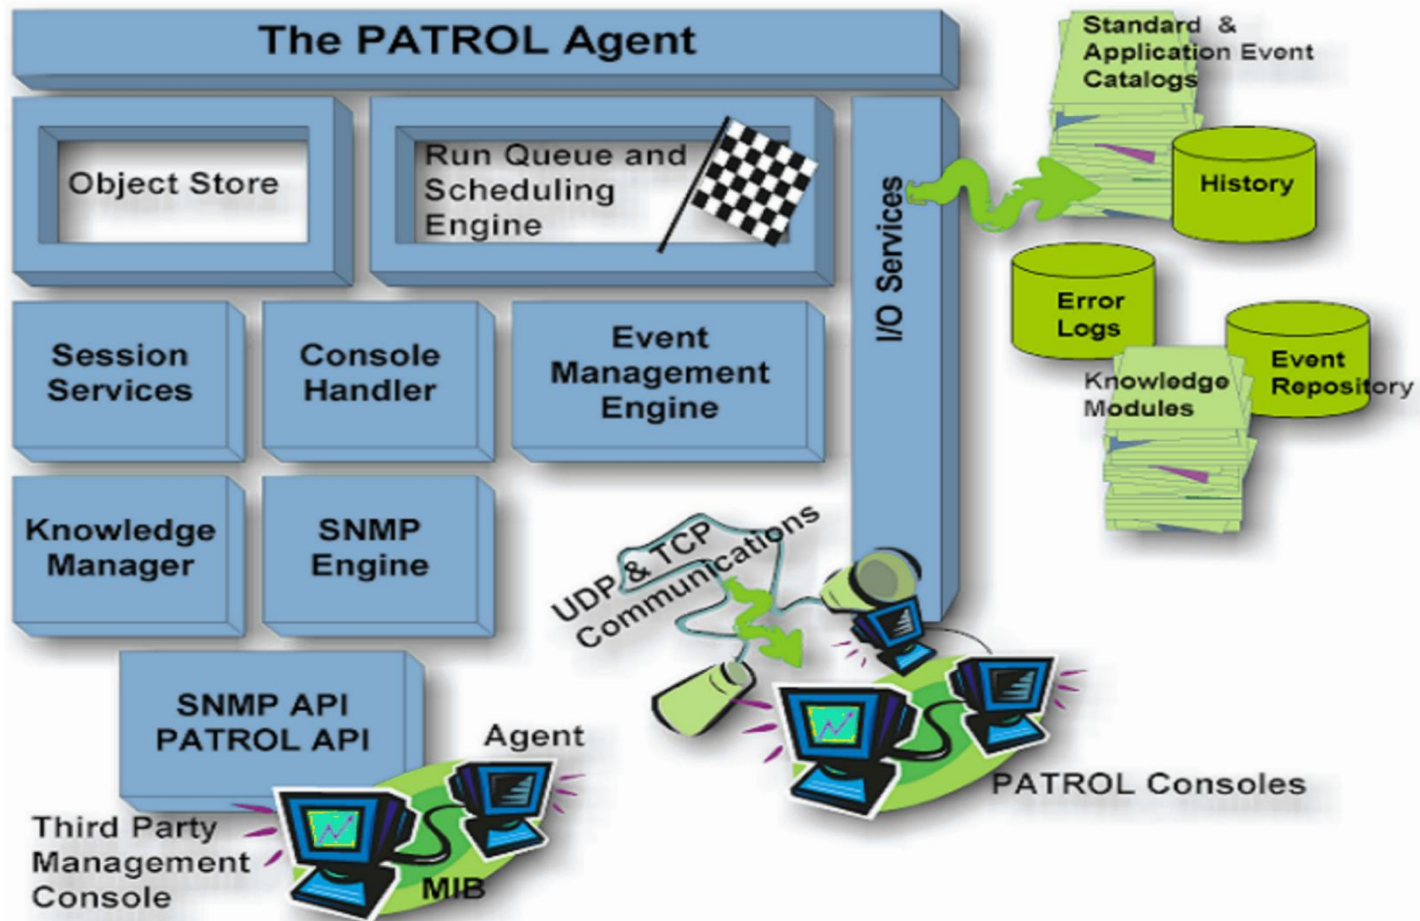 The PATROL Agent
Object Store
Run Queue and
Scheduling
Engine
I/O Services
Standard &
Application Event
Catalogs
History
Error
Logs
Event
Repository
Knowledge
Modules
Session
Services
Console
Handler
Event
Management
Engine
Knowledge
Manager
SNMP
Engine
UDP & TCP
Communications
SNMP API
PATROL API
Agent
PATROL Consoles
Third Party
Management
Console
MIB